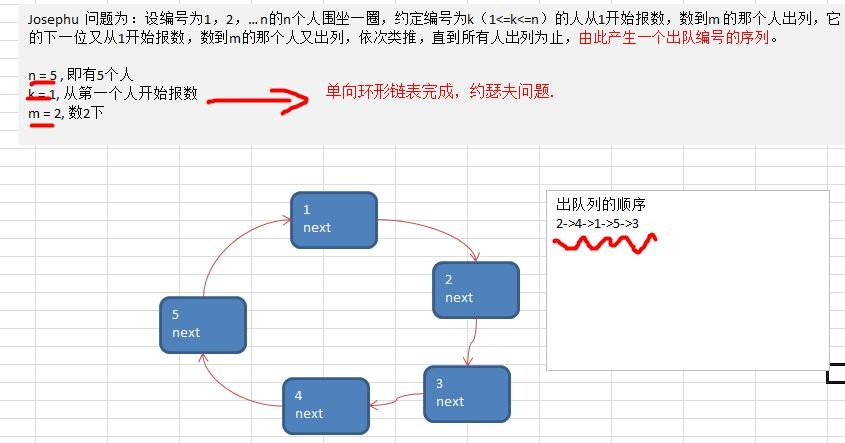 Josephu 问题为：设编号为1，2，... n的n个人围坐一圈，约定编号为k（1<=k<=n）的人从1开始报数，数到m 的那个人出列，它
的下一位又从1开始报数，数到m的那个人又出列，依次类推，直到所有人出列为止，由此产生一个出队编号的序列。
n = 5 , 即有5个人
k = 1, 从第一个人开始报数
单向环形链表完成，约瑟夫问题.
m = 2, 数2下
出队列的顺序
2->4->1->5->3
1
next
2
next
3
next
4
next
5
next